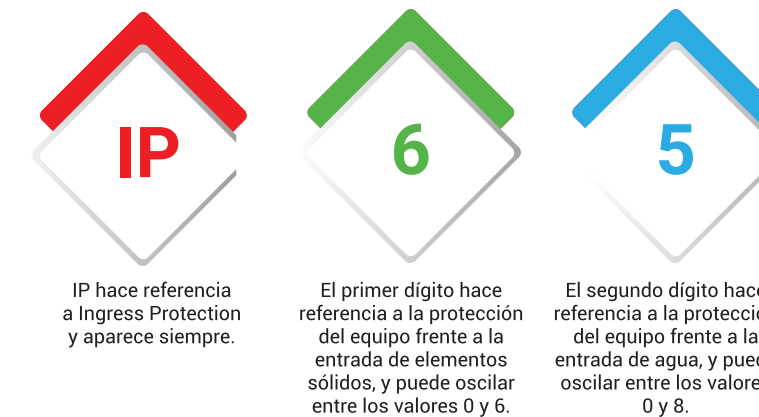 IP
6
5
IP hace referencia
a Ingress Protection
y aparece siempre.
El primer dígito hace
referencia a la protección
del equipo frente a la
entrada de elementos
sólidos, y puede oscilar
entre los valores 0 y 6.
El segundo dígito hace
referencia a la
del equipo frente a la
entrada de agua, y
oscilar entre los
0 y 8.